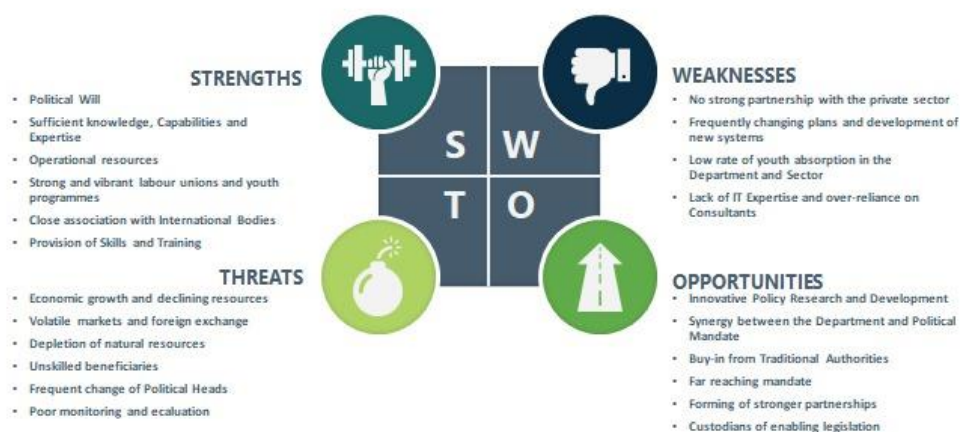 STRENGTHS
• Political Will
• Sufficient knowledge, Capabilities and
Expertise
• Operational resources
• Strong and vibrant labour unions and youth
programmes
• Close association with International Bodies
• Provision of Skills and Training
S
W
T
O
WEAKNESSES
• No strong partnership with the private sector
• Frequently changing plans and development of
new systems
• Low rate of youth absorption in the
Department and Sector
• Lack of IT Expertise and over-reliance on
Consultants
THREATS
• Economic growth and declining resources
• Volatile markets and foreign exchange
• Depletion of natural resources
• Unskilled beneficiaries
• Frequent change of Political Heads
• Poor monitoring and ecaluation
OPPORTUNITIES
• Innovative Policy Research and Development
• Synergy between the Department and Political
Mandate
• Buy-in from Traditional Authorities
• Far reaching mandate
• Forming of stronger partnerships
• Custodians of enabling legislation